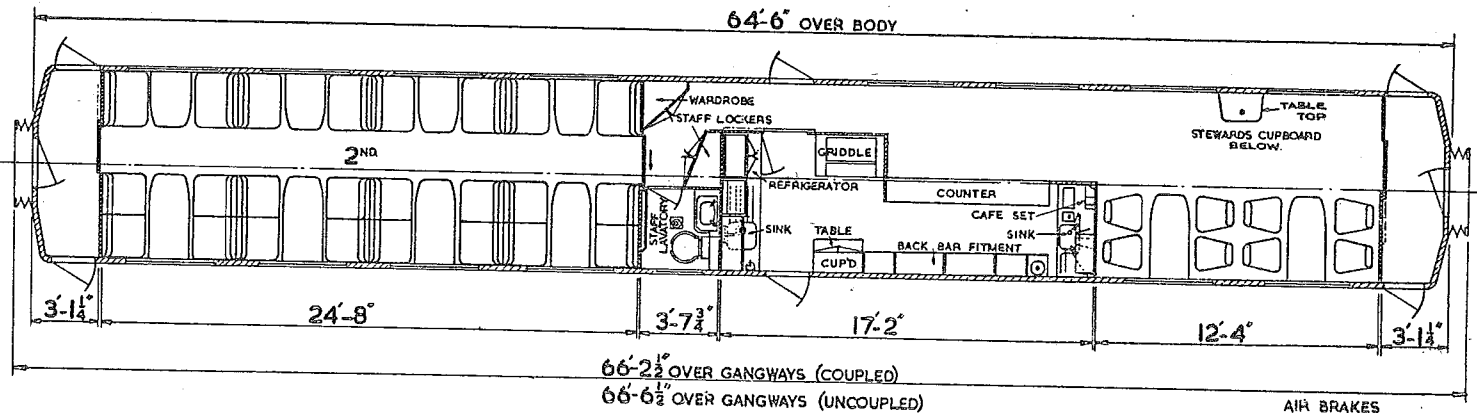 64'-6" OVER BODY
WARDROBE
STAFF LOCKERS
TABLE
TOP
STEWARDS CUPBOARD
BELOW.
2ND
GRIDDLE
REFRIGERATOR
COUNTER
CAFE SET
STAFF
LAVATORY
SINK
SINK
TABLE
BACK BAR FITMENT
CUP'D
3'-1¼"
24'-8"
3'-7¾"
17'-2"
12'-4"
3'-1¼"
66'-2½" OVER GANGWAYS (COUPLED)
66'-6½" OVER GANGWAYS (UNCOUPLED)
AIR BRAKES